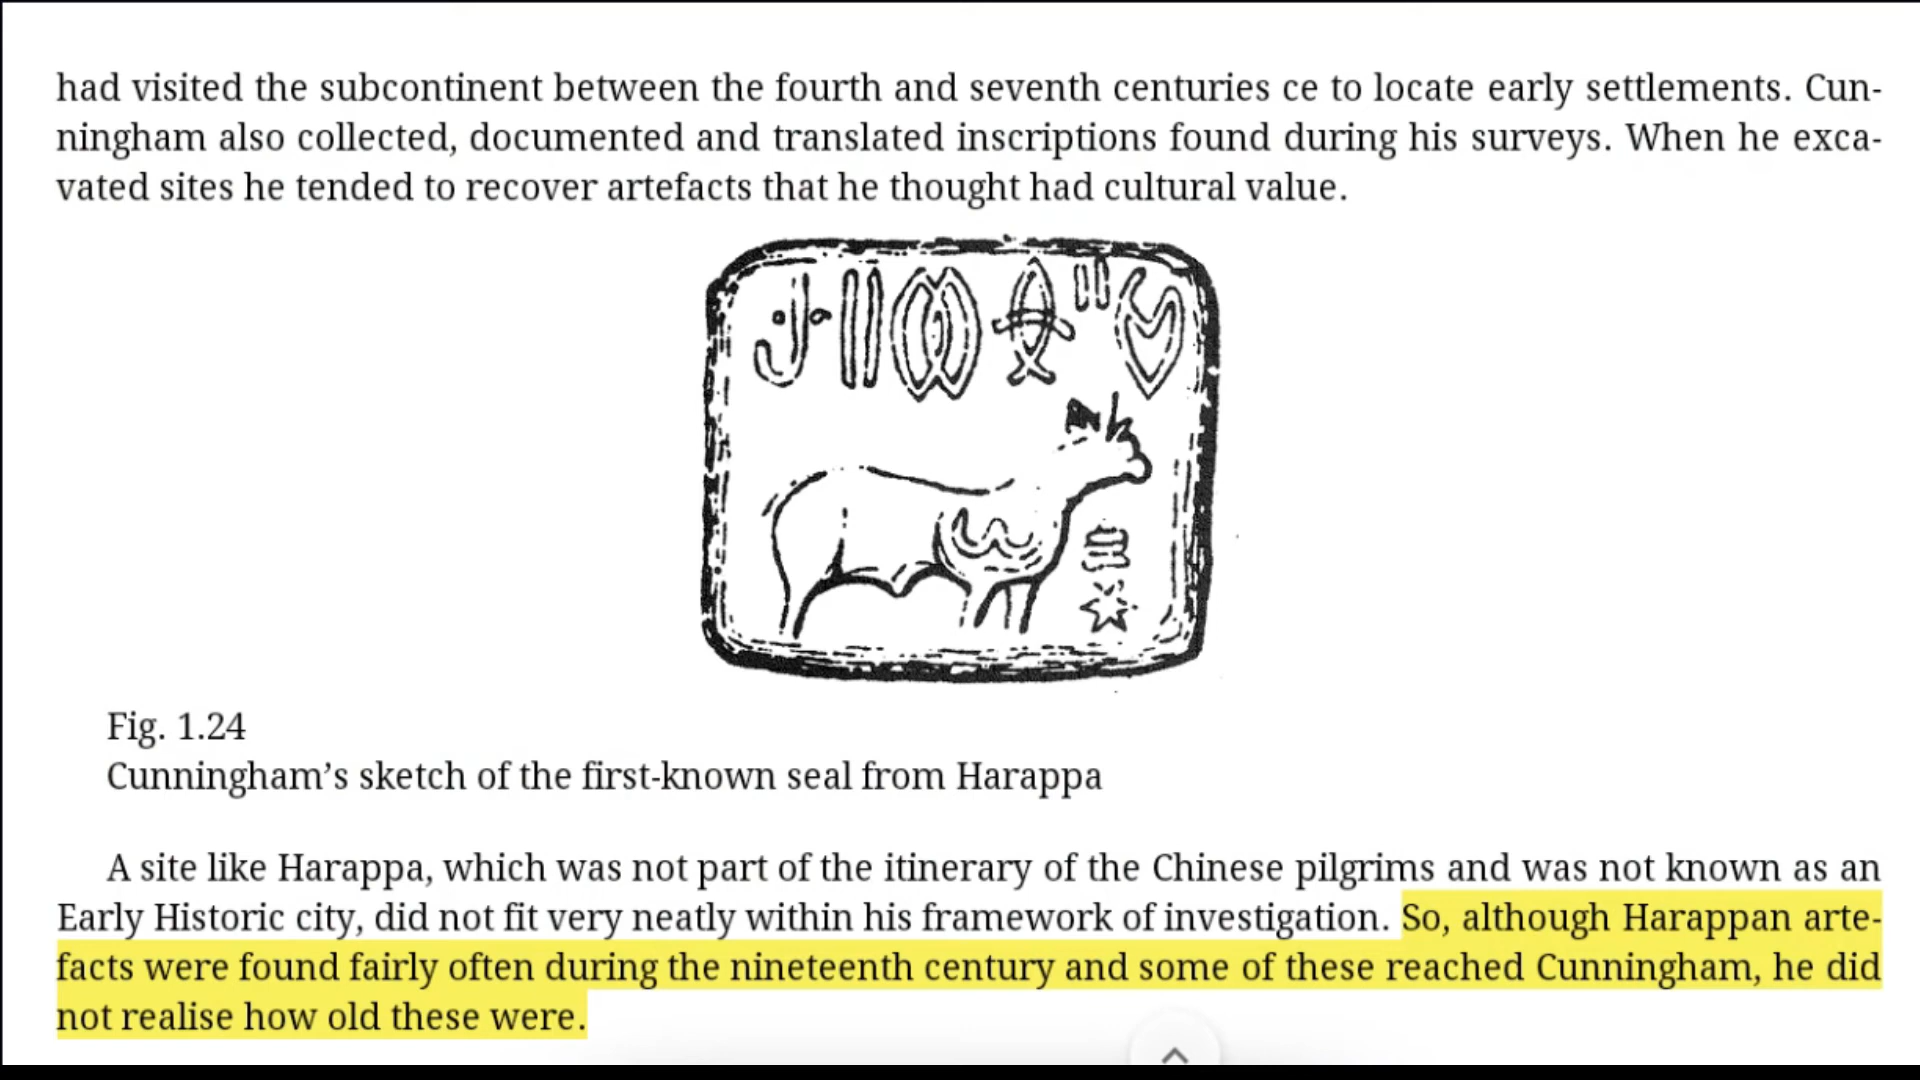 had visited the subcontinent between the fourth and seventh centuries ce to locate early settlements. Cun-
ningham also collected, documented and translated inscriptions found during his surveys. When he exca-
vated sites he tended to recover artefacts that he thought had cultural value.
Fig. 1.24
Cunningham’s sketch of the first-known seal from Harappa
A site like Harappa, which was not part of the itinerary of the Chinese pilgrims and was not known as an
Early Historic city, did not fit very neatly within his framework of investigation. So, although Harappan arte-
facts were found fairly often during the nineteenth century and some of these reached Cunningham, he did
not realise how old these were.